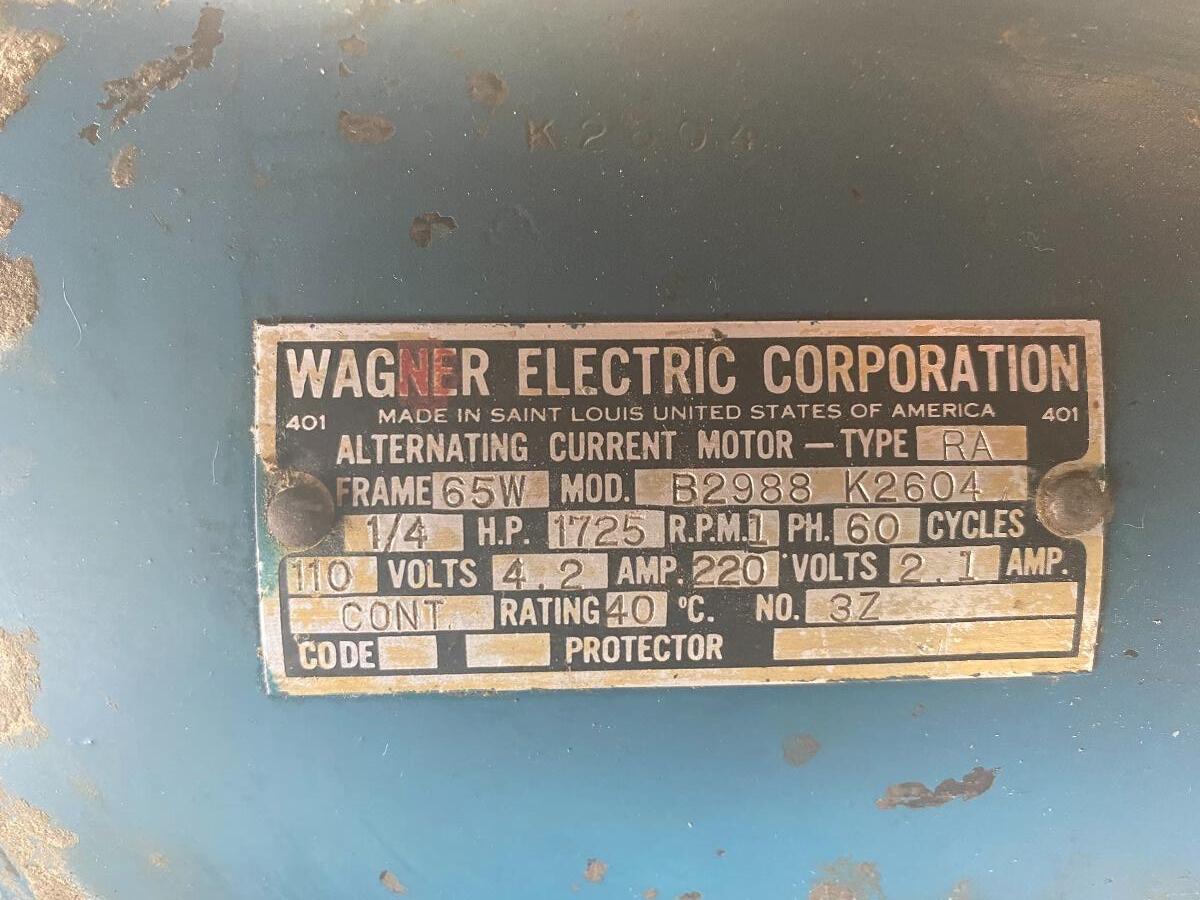 K2604
WAGNER ELECTRIC CORPORATION
401 MADE IN SAINT LOUIS UNITED STATES OF AMERICA 401
ALTERNATING CURRENT MOTOR — TYPE RA
FRAME 65W MOD. B2988 K2604
1/4 H.P. 1725 R.P.M. 1 PH. 60 CYCLES
110 VOLTS 4.2 AMP. 220 VOLTS 2.1 AMP.
CONT. RATING 40 °C. NO. 3Z
CODE PROTECTOR